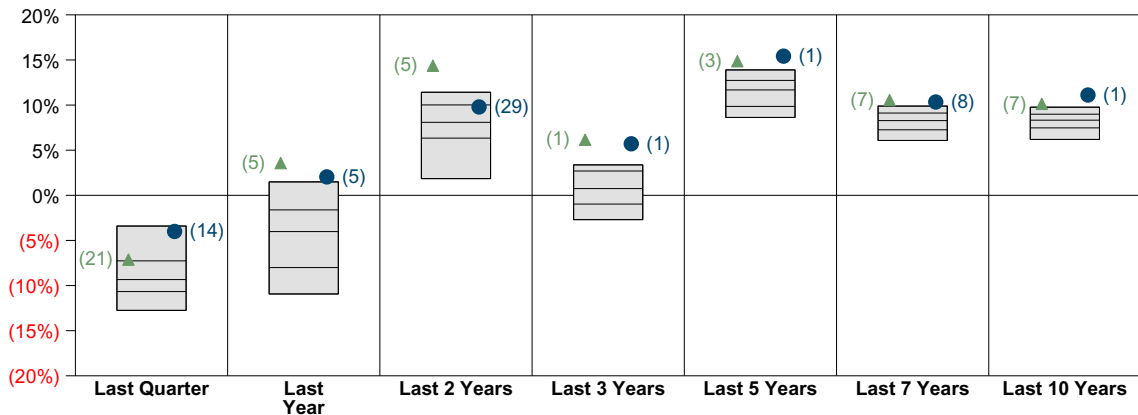 20%
15%
10%
5%
0%
(5%)
(10%)
(15%)
(20%)
(21)
(14)
(5)
(5)
(5)
(29)
(1)
(1)
(3)
(1)
(7)
(8)
(7)
(1)
Last Quarter
Last
Year
Last 2 Years
Last 3 Years
Last 5 Years
Last 7 Years
Last 10 Years